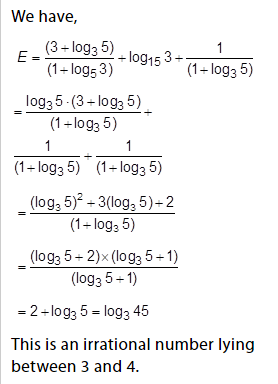 We have,
E = (3+log₃ 5)/(1+log₅ 3) + log₁₅ 3 + 1/(1+log₃ 5)
= log₃ 5·(3+log₃ 5)/(1+log₃ 5) +
1/(1+log₃ 5) + 1/(1+log₃ 5)
= ((log₃ 5)² + 3(log₃ 5)+2)/(1+log₃ 5)
= (log₃ 5+2)×(log₃ 5+1)/(log₃ 5+1)
= 2+log₃ 5 = log₃ 45
This is an irrational number lying
between 3 and 4.